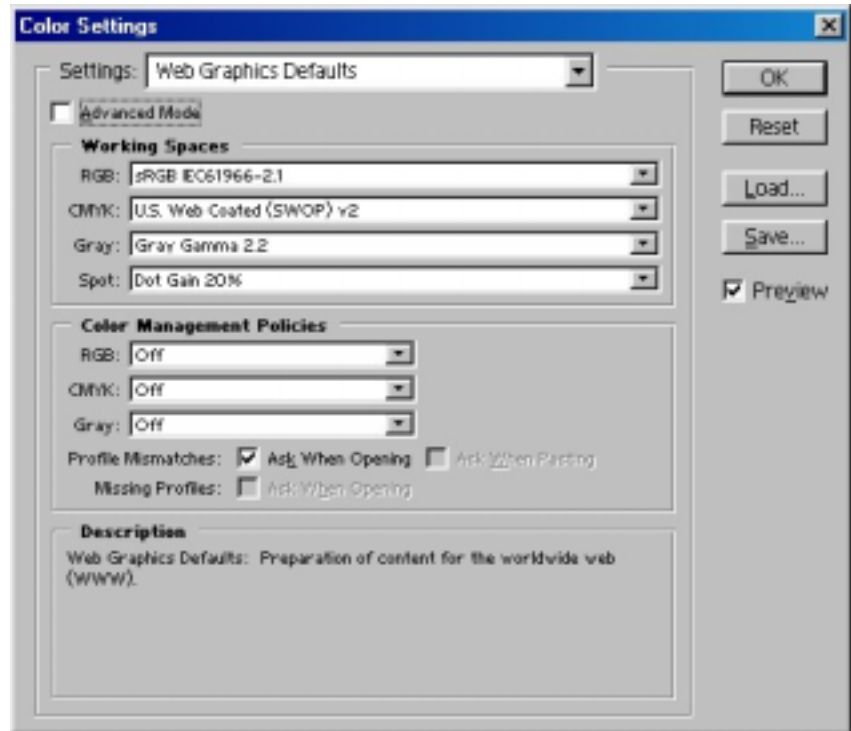 Color Settings
Settings: Web Graphics Defaults
OK
Advanced Mode
Reset
Working Spaces
RGB: sRGB IEC61966-2.1
Load...
CMYK: U.S. Web Coated (SWOP) v2
Gray: Gray Gamma 2.2
Save...
Spot: Dot Gain 20%
Preview
Color Management Policies
RGB: Off
CMYK: Off
Gray: Off
Profile Mismatches: Ask When Opening Ask When Pasting
Missing Profiles: Ask When Opening
Description
Web Graphics Defaults: Preparation of content for the worldwide web
(WWW).